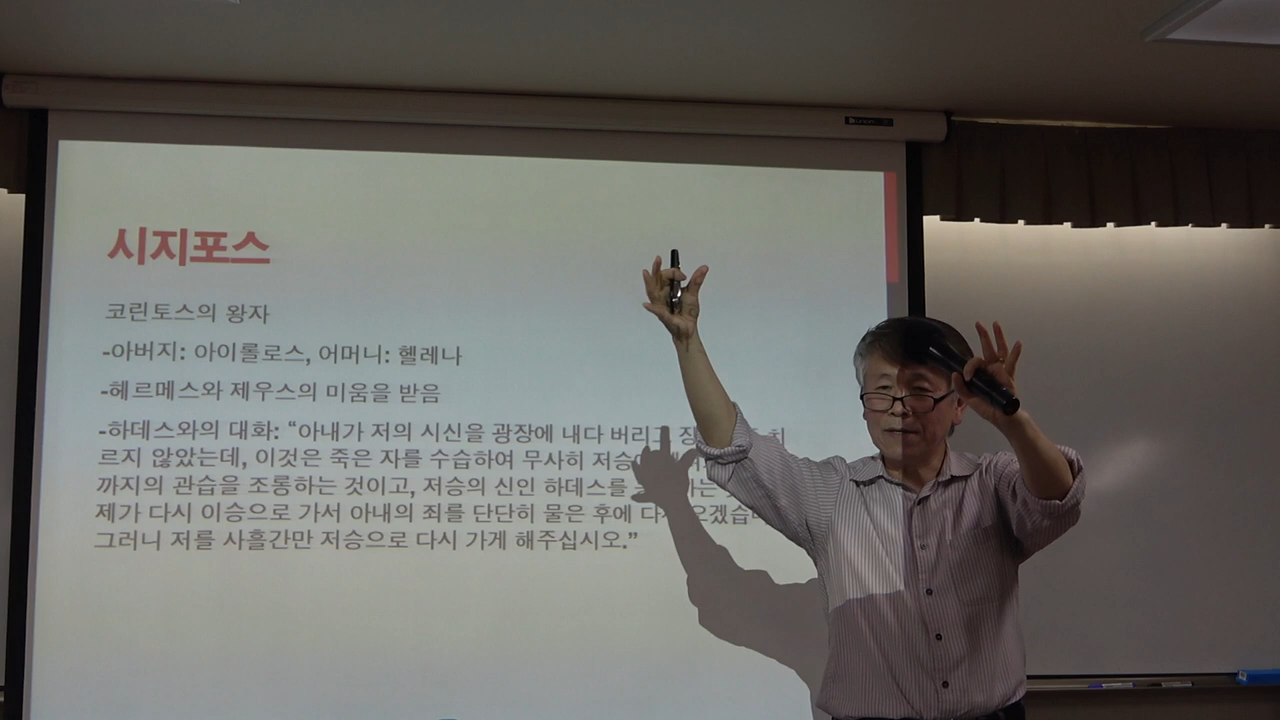 시지포스
코린토스의 왕자
-아버지: 아이롤로스, 어머니: 헬레나
-헤르메스와 제우스의 미움을 받음
-하데스와의 대화: “아내가 저의 시신을 광장에 내다 버리고
르지 않았는데, 이것은 죽은 자를 수습하여 무사히
까지의 관습을 조롱하는 것이고, 저승의 신인 하데스를
제가 다시 이승으로 가서 아내의 죄를 단단히 물은 후에
그러니 저를 사흘간만 저승으로 다시 가게 해주십시오.”